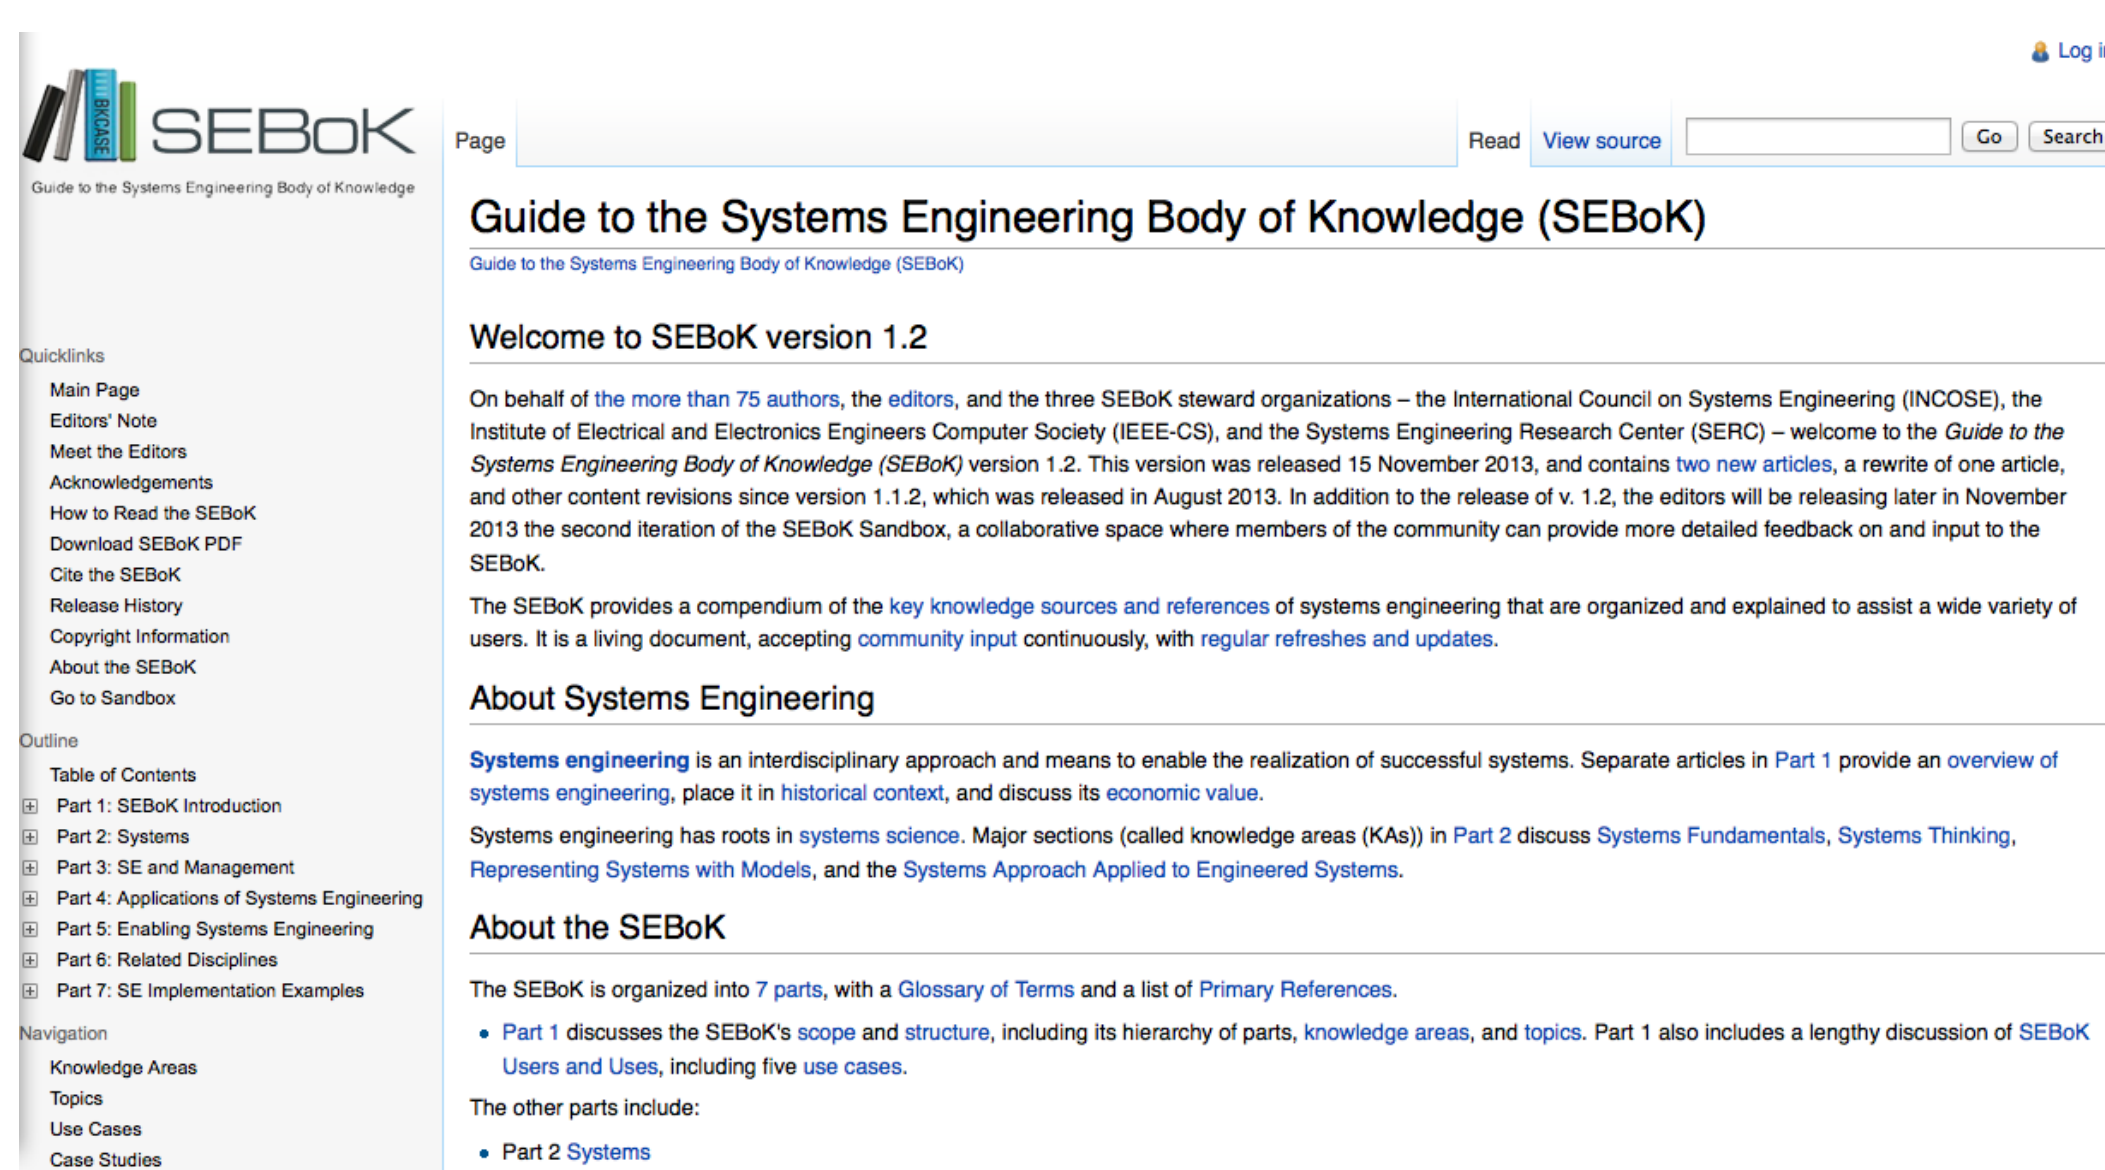 Log in
BKCASE
SEBoK
Guide to the Systems Engineering Body of Knowledge
Page
Read
View source
Go
Search
Guide to the Systems Engineering Body of Knowledge (SEBoK)
Guide to the Systems Engineering Body of Knowledge (SEBoK)
Quicklinks
Main Page
Editors' Note
Meet the Editors
Acknowledgements
How to Read the SEBoK
Download SEBoK PDF
Cite the SEBoK
Release History
Copyright Information
About the SEBoK
Go to Sandbox
Outline
Table of Contents
Part 1: SEBoK Introduction
Part 2: Systems
Part 3: SE and Management
Part 4: Applications of Systems Engineering
Part 5: Enabling Systems Engineering
Part 6: Related Disciplines
Part 7: SE Implementation Examples
Navigation
Knowledge Areas
Topics
Use Cases
Case Studies
Welcome to SEBoK version 1.2
On behalf of the more than 75 authors, the editors, and the three SEBoK steward organizations – the International Council on Systems Engineering (INCOSE), the
Institute of Electrical and Electronics Engineers Computer Society (IEEE-CS), and the Systems Engineering Research Center (SERC) – welcome to the Guide to the
Systems Engineering Body of Knowledge (SEBoK) version 1.2. This version was released 15 November 2013, and contains two new articles, a rewrite of one article,
and other content revisions since version 1.1.2, which was released in August 2013. In addition to the release of v. 1.2, the editors will be releasing later in November
2013 the second iteration of the SEBoK Sandbox, a collaborative space where members of the community can provide more detailed feedback on and input to the
SEBoK.
The SEBoK provides a compendium of the key knowledge sources and references of systems engineering that are organized and explained to assist a wide variety of
users. It is a living document, accepting community input continuously, with regular refreshes and updates.
About Systems Engineering
Systems engineering is an interdisciplinary approach and means to enable the realization of successful systems. Separate articles in Part 1 provide an overview of
systems engineering, place it in historical context, and discuss its economic value.
Systems engineering has roots in systems science. Major sections (called knowledge areas (KAs)) in Part 2 discuss Systems Fundamentals, Systems Thinking,
Representing Systems with Models, and the Systems Approach Applied to Engineered Systems.
About the SEBoK
The SEBoK is organized into 7 parts, with a Glossary of Terms and a list of Primary References.
• Part 1 discusses the SEBoK's scope and structure, including its hierarchy of parts, knowledge areas, and topics. Part 1 also includes a lengthy discussion of SEBoK
Users and Uses, including five use cases.
The other parts include:
• Part 2 Systems